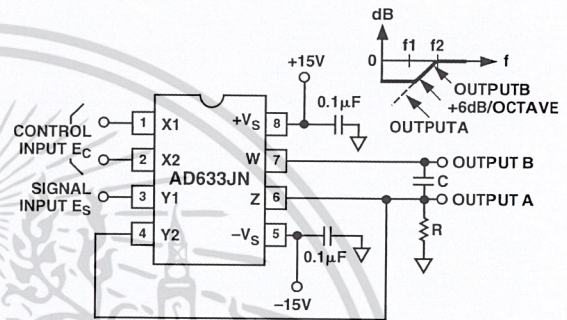 dB
0
f1
f2
f
OUTPUTB
+6dB/OCTAVE
OUTPUTA
+15V
0.1µF
CONTROL
INPUT EC
SIGNAL
INPUT ES
1 X1
2 X2
3 Y1
4 Y2
AD633JN
+VS 8
W 7
Z 6
–VS 5
OUTPUT B
C
OUTPUT A
R
0.1µF
–15V